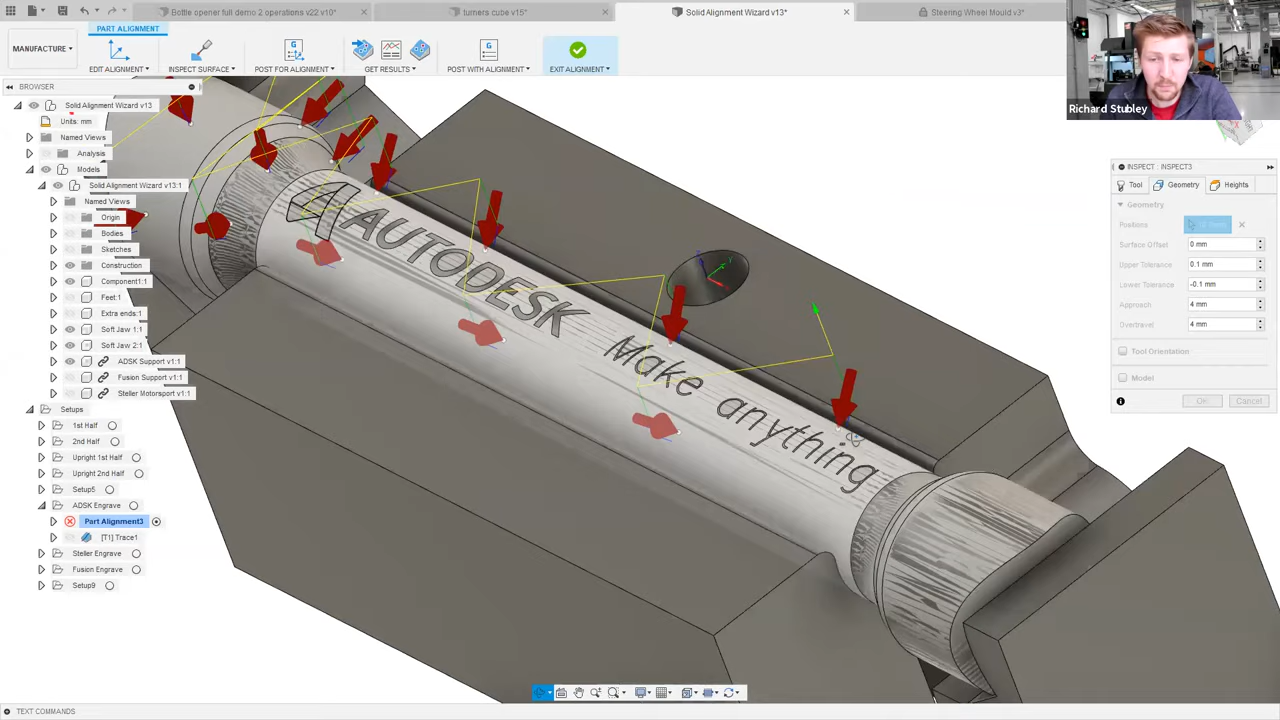 Bottle opener full demo 2 operations v22 v10*
turners cube v15*
Solid Alignment Wizard v13*
Steering Wheel Mould v3*
PART ALIGNMENT
MANUFACTURE
EDIT ALIGNMENT
INSPECT SURFACE
POST FOR ALIGNMENT
GET RESULTS
POST WITH ALIGNMENT
EXIT ALIGNMENT
Richard Stubley
BROWSER
Solid Alignment Wizard v13
Units: mm
Named Views
Analysis
Models
Solid Alignment Wizard v13:1
Named Views
Origin
Bodies
Sketches
Construction
Component1:1
Feet:1
Extra ends:1
Soft Jaw 1:1
Soft Jaw 2:1
ADSK Support v1:1
Fusion Support v1:1
Steller Motorsport v1:1
Setups
1st Half
2nd Half
Upright 1st Half
Upright 2nd Half
Setup5
ADSK Engrave
Part Alignment3
[T1] Trace1
Steller Engrave
Fusion Engrave
Setup9
AUTODESK
Make anything
INSPECT : INSPECT3
Tool
Geometry
Heights
Geometry
Positions
Surface Offset
0 mm
Upper Tolerance
0.1 mm
Lower Tolerance
-0.1 mm
Approach
4 mm
Overtravel
4 mm
Tool Orientation
Model
OK
Cancel
TEXT COMMANDS